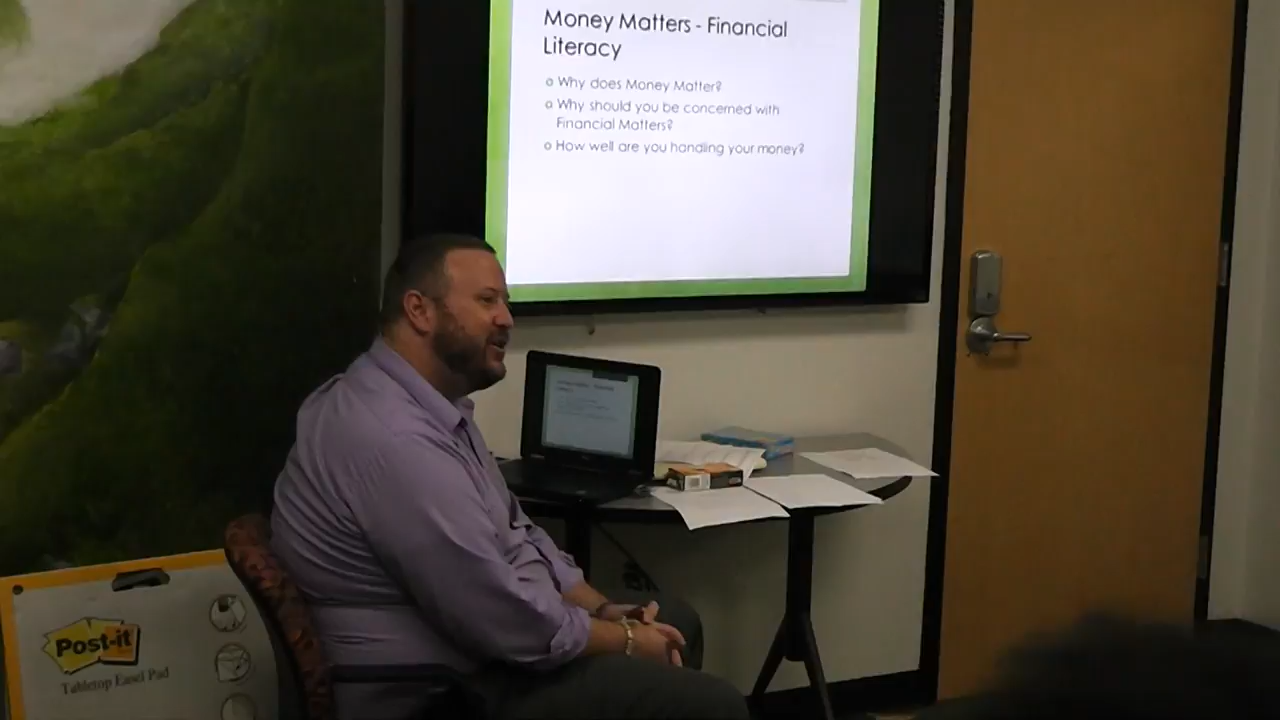 Money Matters - Financial
Literacy
Why does Money Matter?
Why should you be concerned with
Financial Matters?
How well are you handling your money?
Post-it
Tabletop Easel Pad